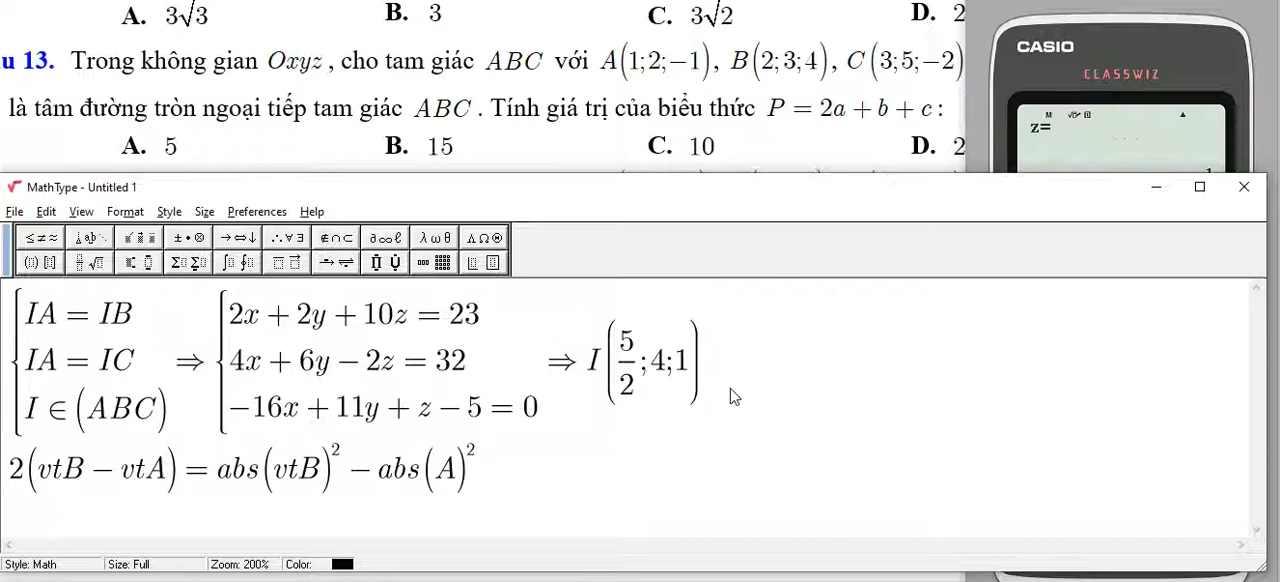 A. 3√3 B. 3 C. 3√2 D. 2
u 13. Trong không gian Oxyz, cho tam giác ABC với A(1;2;−1), B(2;3;4), C(3;5;−2)
là tâm đường tròn ngoại tiếp tam giác ABC. Tính giá trị của biểu thức P = 2a + b + c:
A. 5 B. 15 C. 10 D. 2
CASIO
CLASSWIZ
z=
MathType - Untitled 1
File Edit View Format Style Size Preferences Help
IA = IB
IA = IC
I ∈ (ABC)
⇒
2x + 2y + 10z = 23
4x + 6y − 2z = 32
−16x + 11y + z − 5 = 0
⇒ I(5/2;4;1)
2(vtB − vtA) = abs(vtB)² − abs(A)²
Style: Math Size: Full Zoom: 200% Color: